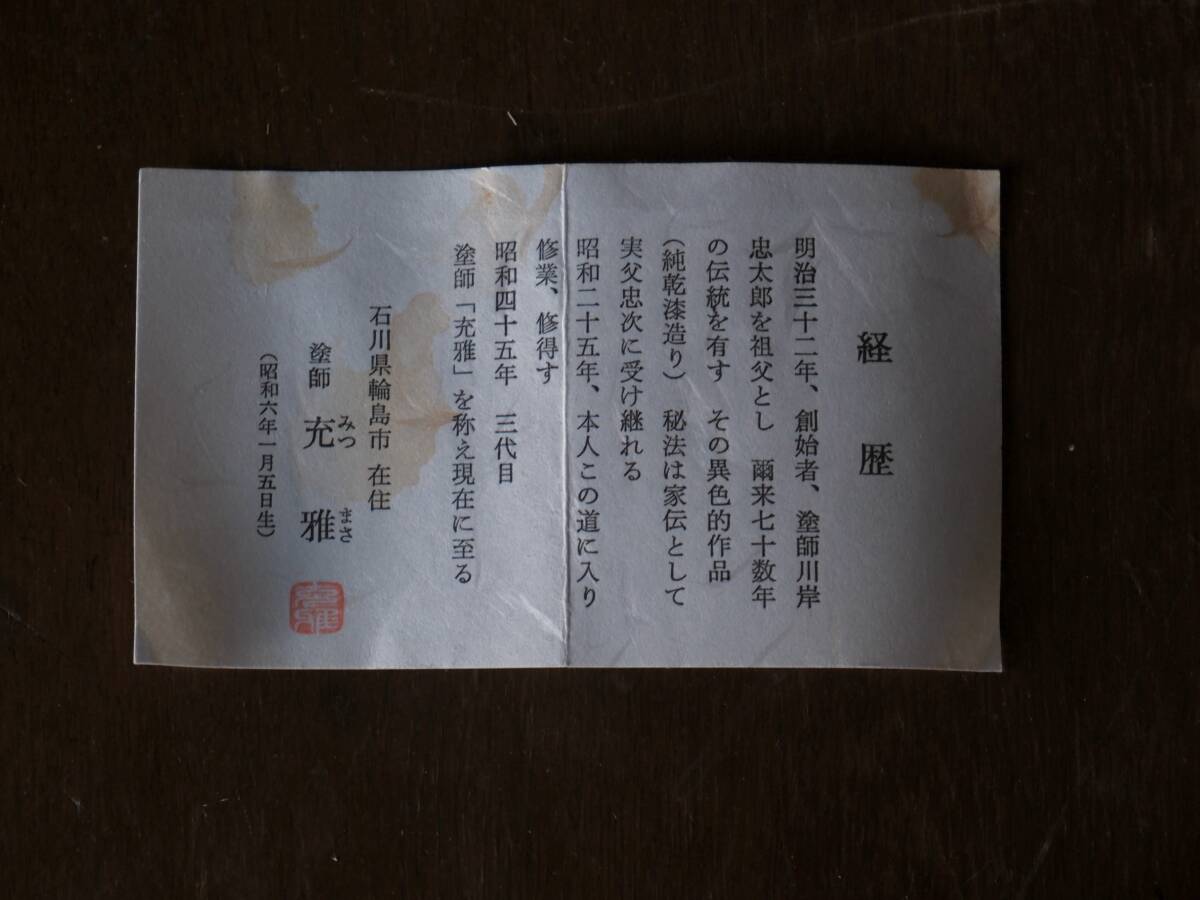 経歴
明治三十二年、創始者、塗師川岸
忠太郎を祖父とし　爾来七十数年
の伝統を有す　その異色的作品
（純乾漆造り）　秘法は家伝として
実父忠次に受け継れる
昭和二十五年、本人この道に入り
修業、修得す
昭和四十五年　三代目
塗師「充雅」を称え現在に至る
石川県輪島市 在住
塗師 充雅
みつ まさ
（昭和六年一月五日生）
充雅